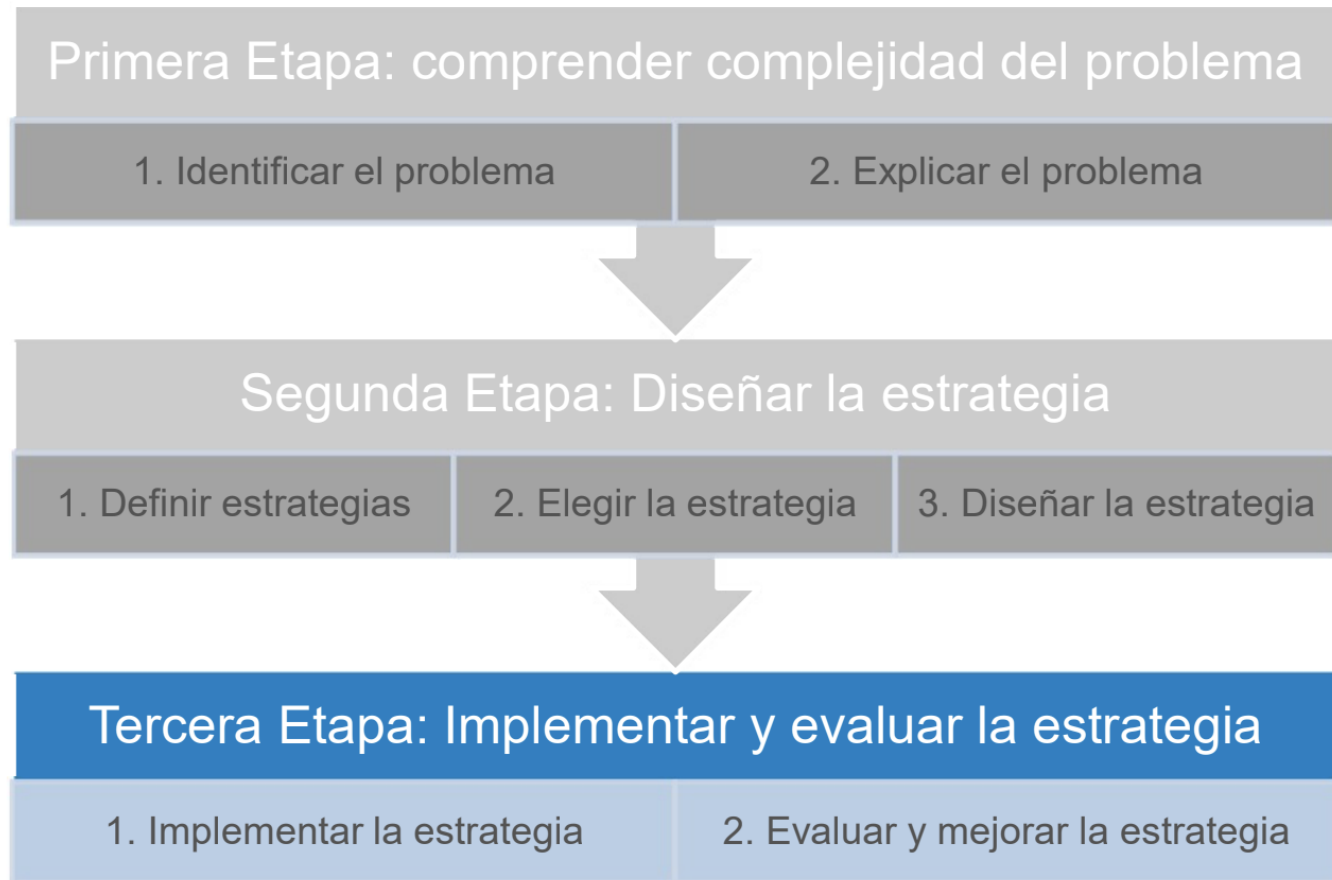 Primera Etapa: comprender complejidad del problema
1. Identificar el problema
2. Explicar el problema
Segunda Etapa: Diseñar la estrategia
1. Definir estrategias
2. Elegir la estrategia
3. Diseñar la estrategia
Tercera Etapa: Implementar y evaluar la estrategia
1. Implementar la estrategia
2. Evaluar y mejorar la estrategia